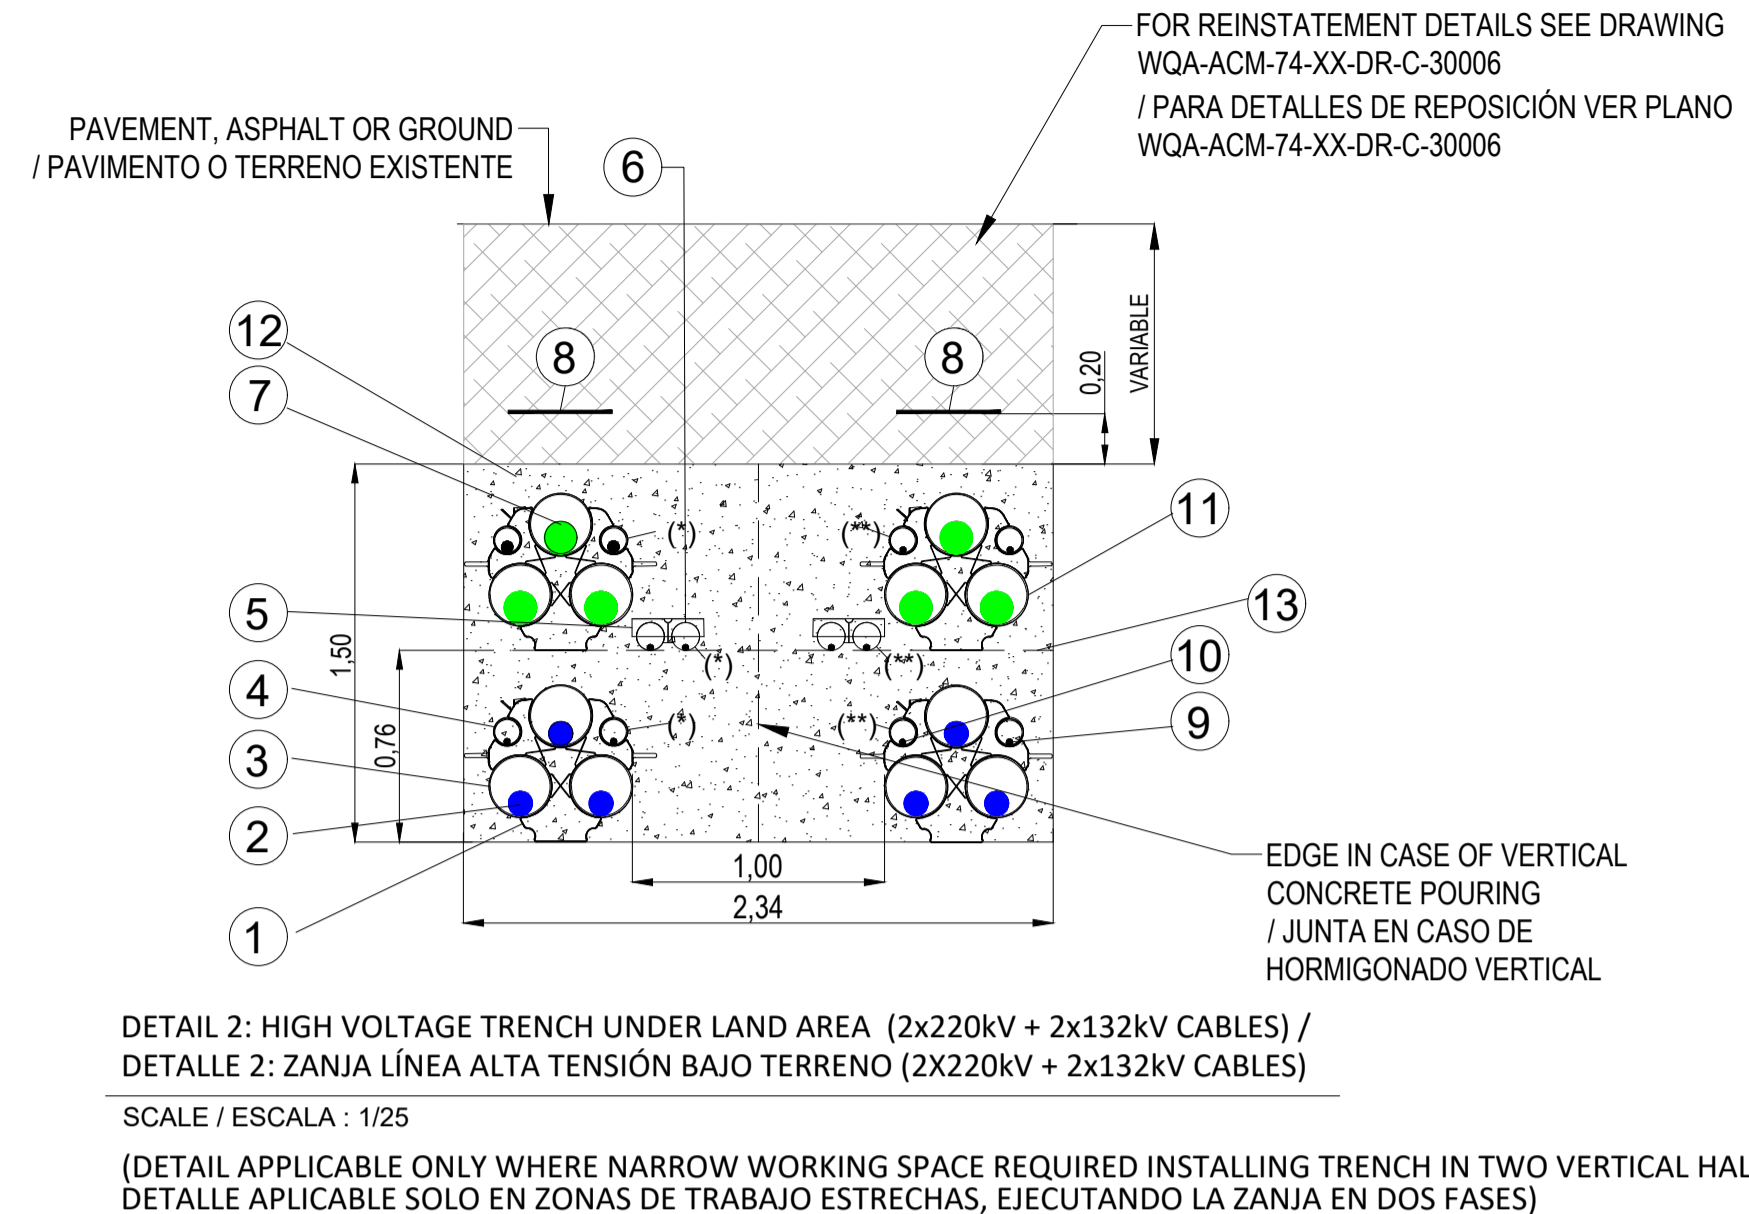 FOR REINSTATEMENT DETAILS SEE DRAWING
WQA-ACM-74-XX-DR-C-30006
/ PARA DETALLES DE REPOSICIÓN VER PLANO
WQA-ACM-74-XX-DR-C-30006
PAVEMENT, ASPHALT OR GROUND
/ PAVIMENTO O TERRENO EXISTENTE
6
12
7
8
8
0,20
VARIABLE
11
(*)
(**)
5
13
1,50
(*)
(**)
10
4
(*)
(**)
9
0,76
3
2
1,00
2,34
1
EDGE IN CASE OF VERTICAL
CONCRETE POURING
/ JUNTA EN CASO DE
HORMIGONADO VERTICAL
DETAIL 2: HIGH VOLTAGE TRENCH UNDER LAND AREA (2x220kV + 2x132kV CABLES) /
DETALLE 2: ZANJA LÍNEA ALTA TENSIÓN BAJO TERRENO (2X220kV + 2x132kV CABLES)
SCALE / ESCALA : 1/25
(DETAIL APPLICABLE ONLY WHERE NARROW WORKING SPACE REQUIRED INSTALLING TRENCH IN TWO VERTICAL HAL
DETALLE APLICABLE SOLO EN ZONAS DE TRABAJO ESTRECHAS, EJECUTANDO LA ZANJA EN DOS FASES)